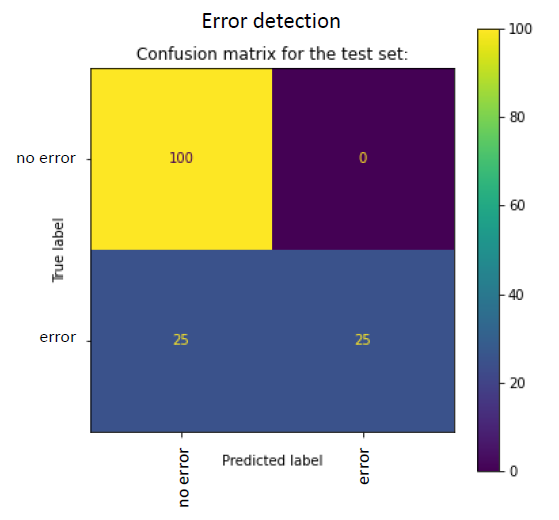 Error detection
Confusion matrix for the test set:
100
80
60
40
20
0
True label
no error
error
100 0
25 25
no error
error
Predicted label